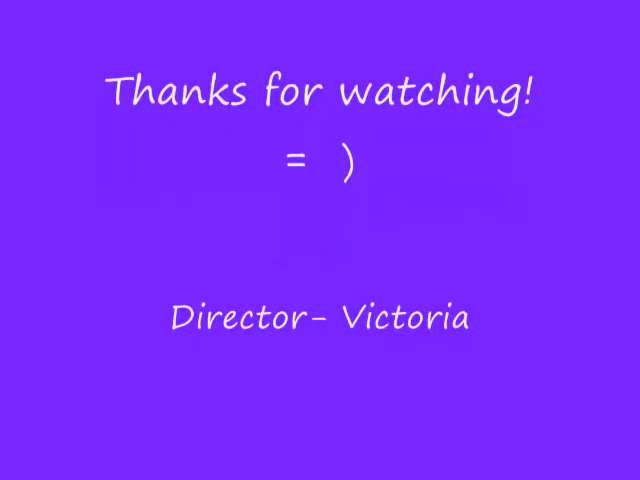 Thanks for watching!
= )
Director- Victoria